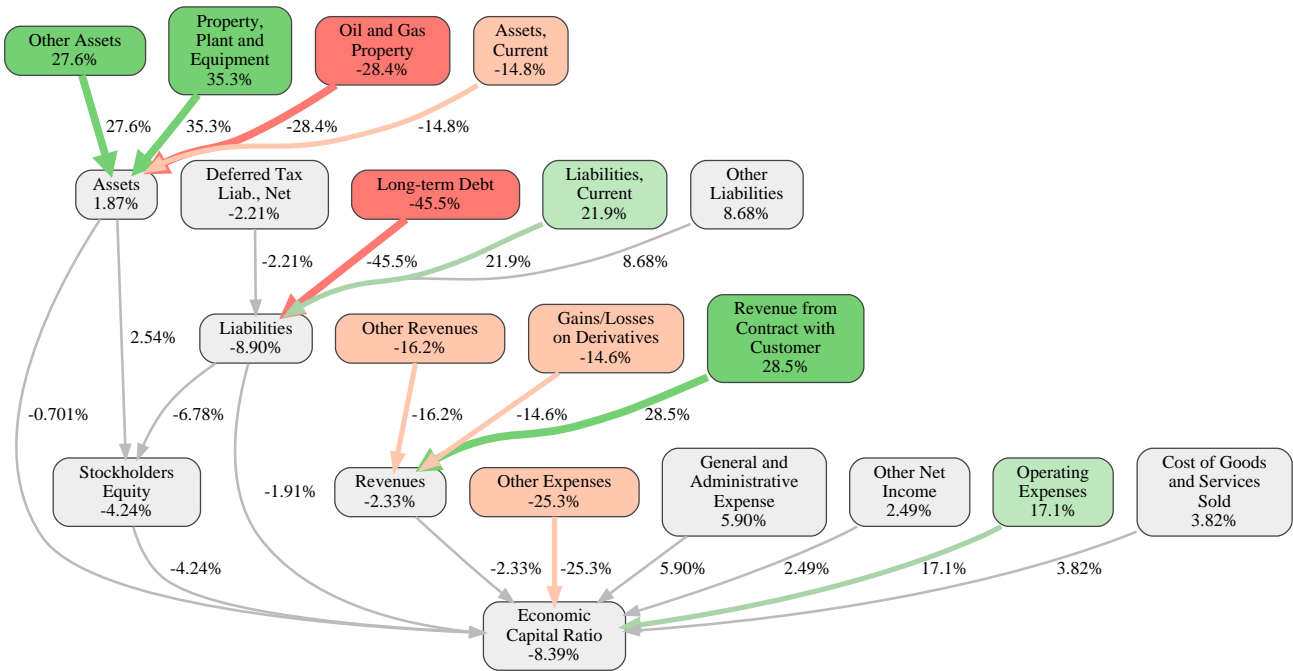 Other Assets
27.6%
Property,
Plant and
Equipment
35.3%
Oil and Gas
Property
-28.4%
Assets,
Current
-14.8%
27.6%
35.3%
-28.4%
-14.8%
Assets
1.87%
Deferred Tax
Liab., Net
-2.21%
Long-term Debt
-45.5%
Liabilities,
Current
21.9%
Other
Liabilities
8.68%
-2.21%
-45.5%
21.9%
8.68%
2.54%
Liabilities
-8.90%
Other Revenues
-16.2%
Gains/Losses
on Derivatives
-14.6%
Revenue from
Contract with
Customer
28.5%
-0.701%
-6.78%
-16.2%
-14.6%
28.5%
Stockholders
Equity
-4.24%
-1.91%
Revenues
-2.33%
Other Expenses
-25.3%
General and
Administrative
Expense
5.90%
Other Net
Income
2.49%
Operating
Expenses
17.1%
Cost of Goods
and Services
Sold
3.82%
-4.24%
-2.33%
-25.3%
5.90%
2.49%
17.1%
3.82%
Economic
Capital Ratio
-8.39%